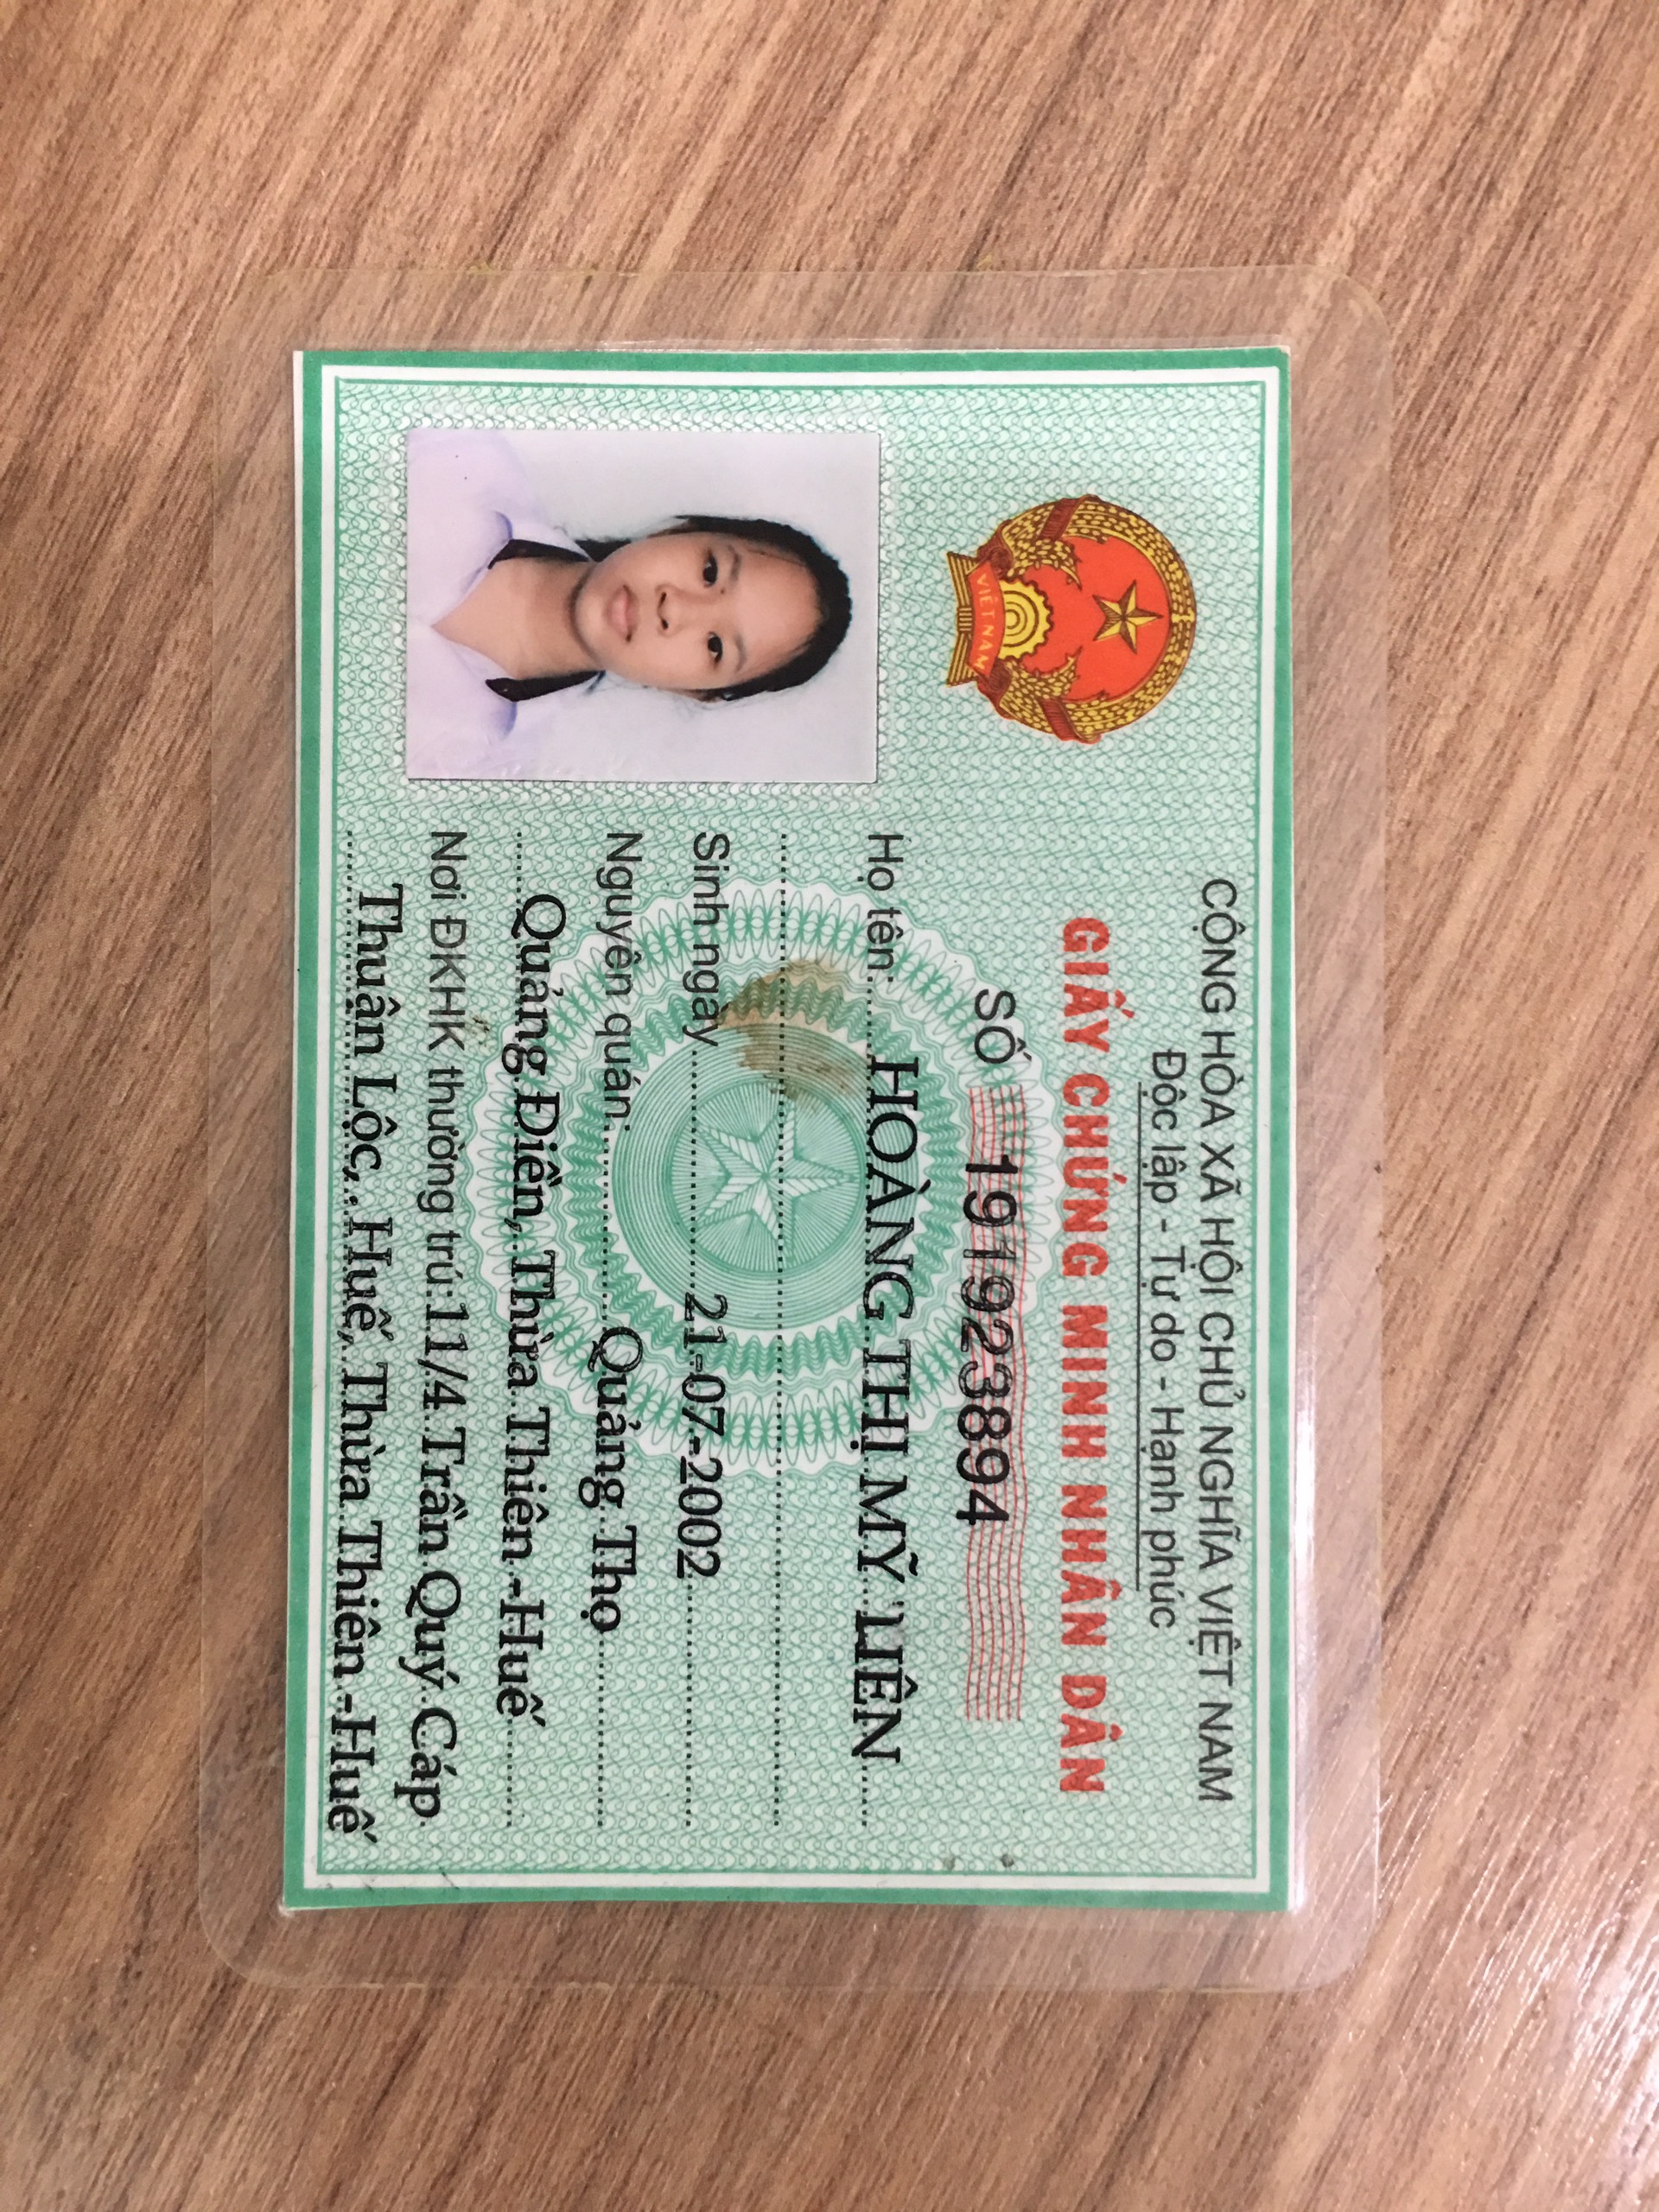 CỘNG HÒA XÃ HỘI CHỦ NGHĨA VIỆT NAM
Độc lập - Tự do - Hạnh phúc
GIẤY CHỨNG MINH NHÂN DÂN
SỐ 191923894
VIỆT NAM
Họ tên: HOÀNG THỊ MỸ LIÊN
Sinh ngày 21-07-2002
Nguyên quán: Quảng Thọ
Quảng Điền, Thừa Thiên -Huế
Nơi ĐKHK thường trú: 11/4 Trần Quý Cáp
Thuận Lộc, Huế, Thừa Thiên -Huế